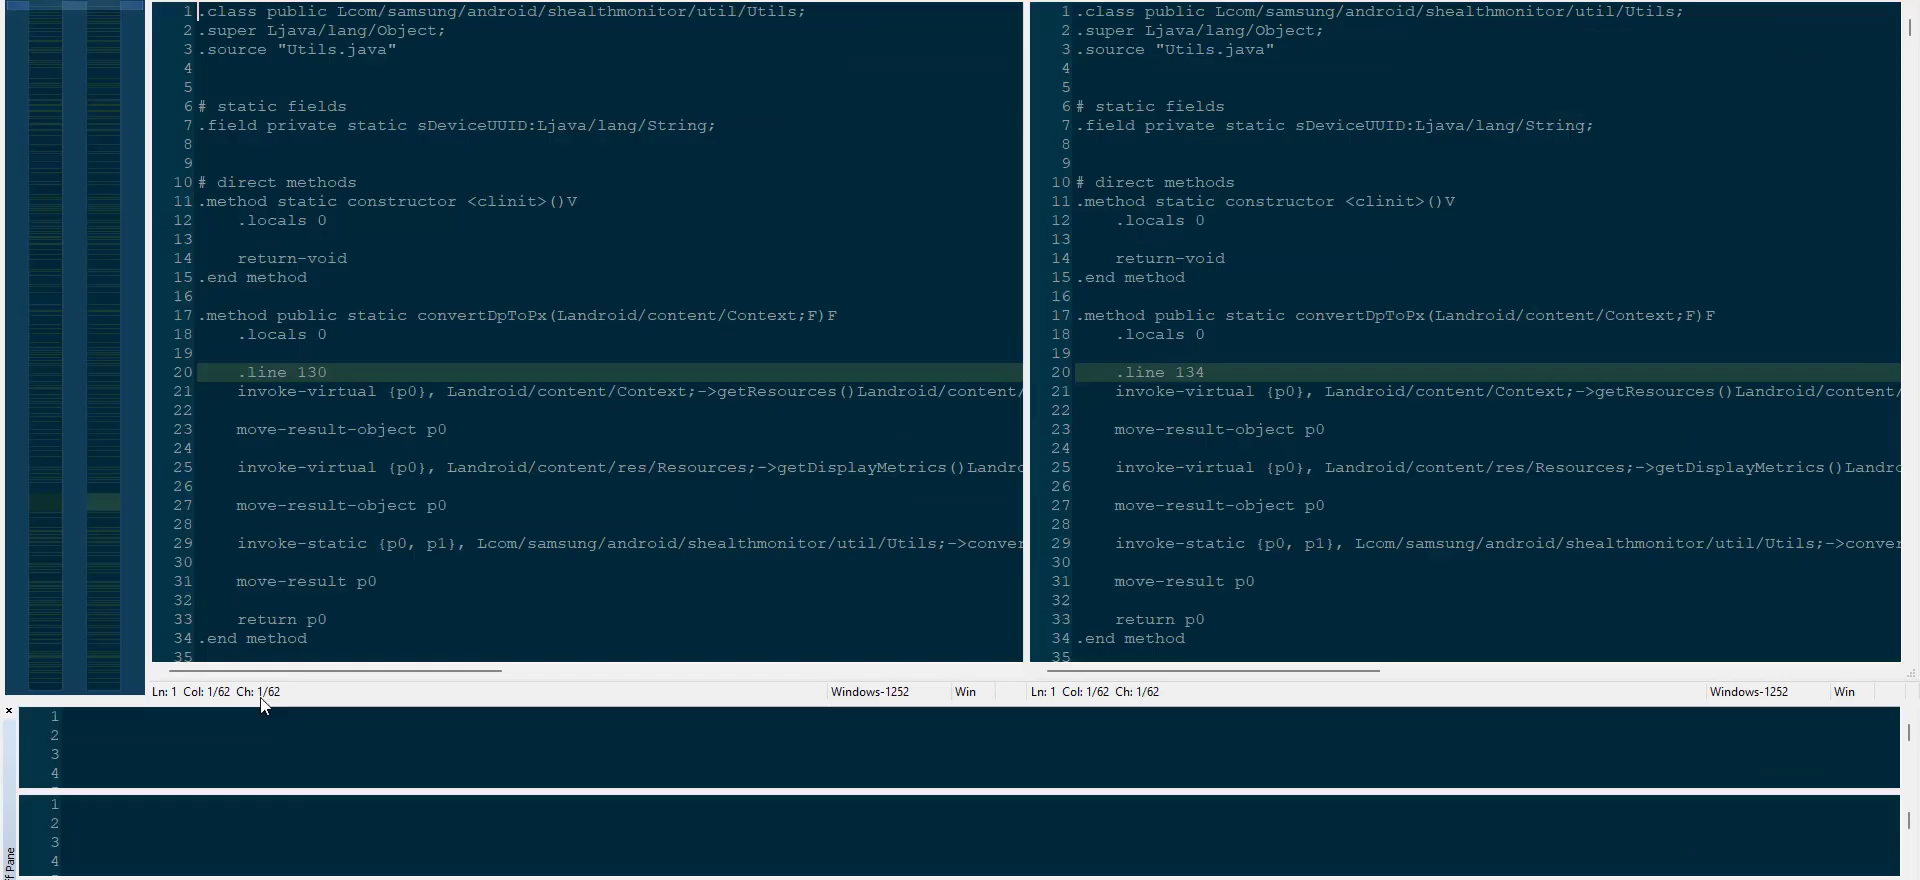 1 .class public Lcom/samsung/android/shealthmonitor/util/Utils;
2 .super Ljava/lang/Object;
3 .source "Utils.java"
4
5
6 # static fields
7 .field private static sDeviceUUID:Ljava/lang/String;
8
9
10 # direct methods
11 .method static constructor <clinit>()V
12     .locals 0
13
14     return-void
15 .end method
16
17 .method public static convertDpToPx(Landroid/content/Context;F)F
18     .locals 0
19
20     .line 130
21     invoke-virtual {p0}, Landroid/content/Context;->getResources()Landroid/content/
22
23     move-result-object p0
24
25     invoke-virtual {p0}, Landroid/content/res/Resources;->getDisplayMetrics()Landro
26
27     move-result-object p0
28
29     invoke-static {p0, p1}, Lcom/samsung/android/shealthmonitor/util/Utils;->conver
30
31     move-result p0
32
33     return p0
34 .end method
35
Ln: 1 Col: 1/62 Ch: 1/62 Windows-1252 Win
1 .class public Lcom/samsung/android/shealthmonitor/util/Utils;
2 .super Ljava/lang/Object;
3 .source "Utils.java"
4
5
6 # static fields
7 .field private static sDeviceUUID:Ljava/lang/String;
8
9
10 # direct methods
11 .method static constructor <clinit>()V
12     .locals 0
13
14     return-void
15 .end method
16
17 .method public static convertDpToPx(Landroid/content/Context;F)F
18     .locals 0
19
20     .line 134
21     invoke-virtual {p0}, Landroid/content/Context;->getResources()Landroid/content/
22
23     move-result-object p0
24
25     invoke-virtual {p0}, Landroid/content/res/Resources;->getDisplayMetrics()Landro
26
27     move-result-object p0
28
29     invoke-static {p0, p1}, Lcom/samsung/android/shealthmonitor/util/Utils;->conver
30
31     move-result p0
32
33     return p0
34 .end method
35
Ln: 1 Col: 1/62 Ch: 1/62 Windows-1252 Win
1
2
3
4
1
2
3
4
Pane